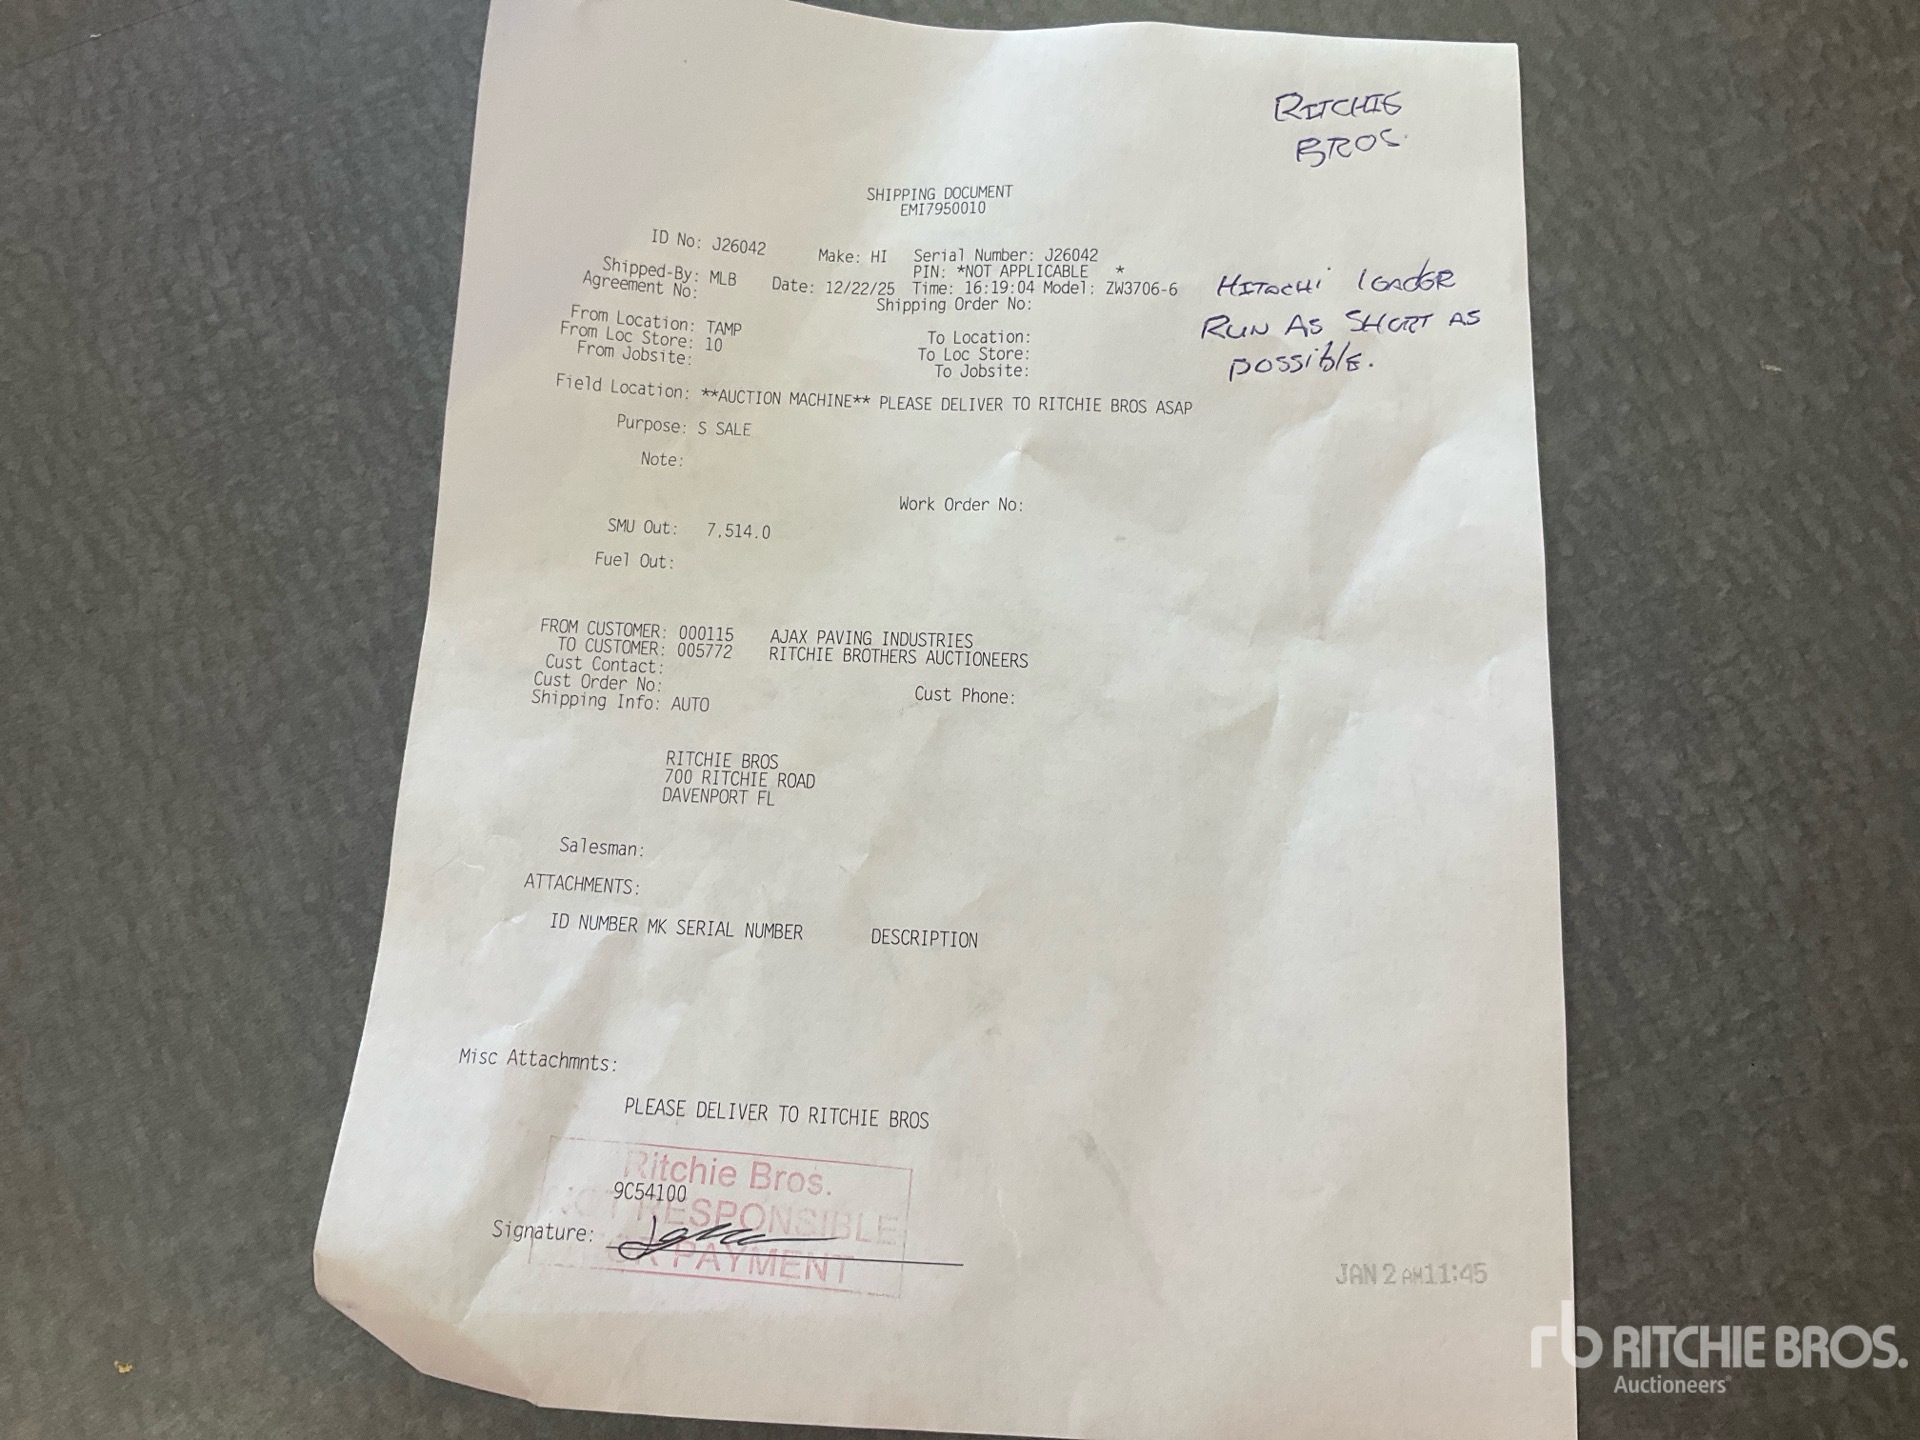 RITCHIE
BROS.
SHIPPING DOCUMENT
EMI7950010
ID No: J26042 Make: HI Serial Number: J26042
PIN: *NOT APPLICABLE *
Shipped-By: MLB Date: 12/22/25 Time: 16:19:04 Model: ZW3706-6
Agreement No: Shipping Order No:
HITACHI loader
RUN AS SHORT AS
possible.
From Location: TAMP To Location:
From Loc Store: 10 To Loc Store:
From Jobsite: To Jobsite:
Field Location: **AUCTION MACHINE** PLEASE DELIVER TO RITCHIE BROS ASAP
Purpose: S SALE
Note:
Work Order No:
SMU Out: 7,514.0
Fuel Out:
FROM CUSTOMER: 000115 AJAX PAVING INDUSTRIES
TO CUSTOMER: 005772 RITCHIE BROTHERS AUCTIONEERS
Cust Contact:
Cust Order No: Cust Phone:
Shipping Info: AUTO
RITCHIE BROS
700 RITCHIE ROAD
DAVENPORT FL
Salesman:
ATTACHMENTS:
ID NUMBER MK SERIAL NUMBER DESCRIPTION
Misc Attachmnts:
PLEASE DELIVER TO RITCHIE BROS
Ritchie Bros.
9C54100
NOT RESPONSIBLE
Signature:
FOR PAYMENT
JAN 2 AM11:45
rb RITCHIE BROS.
Auctioneers